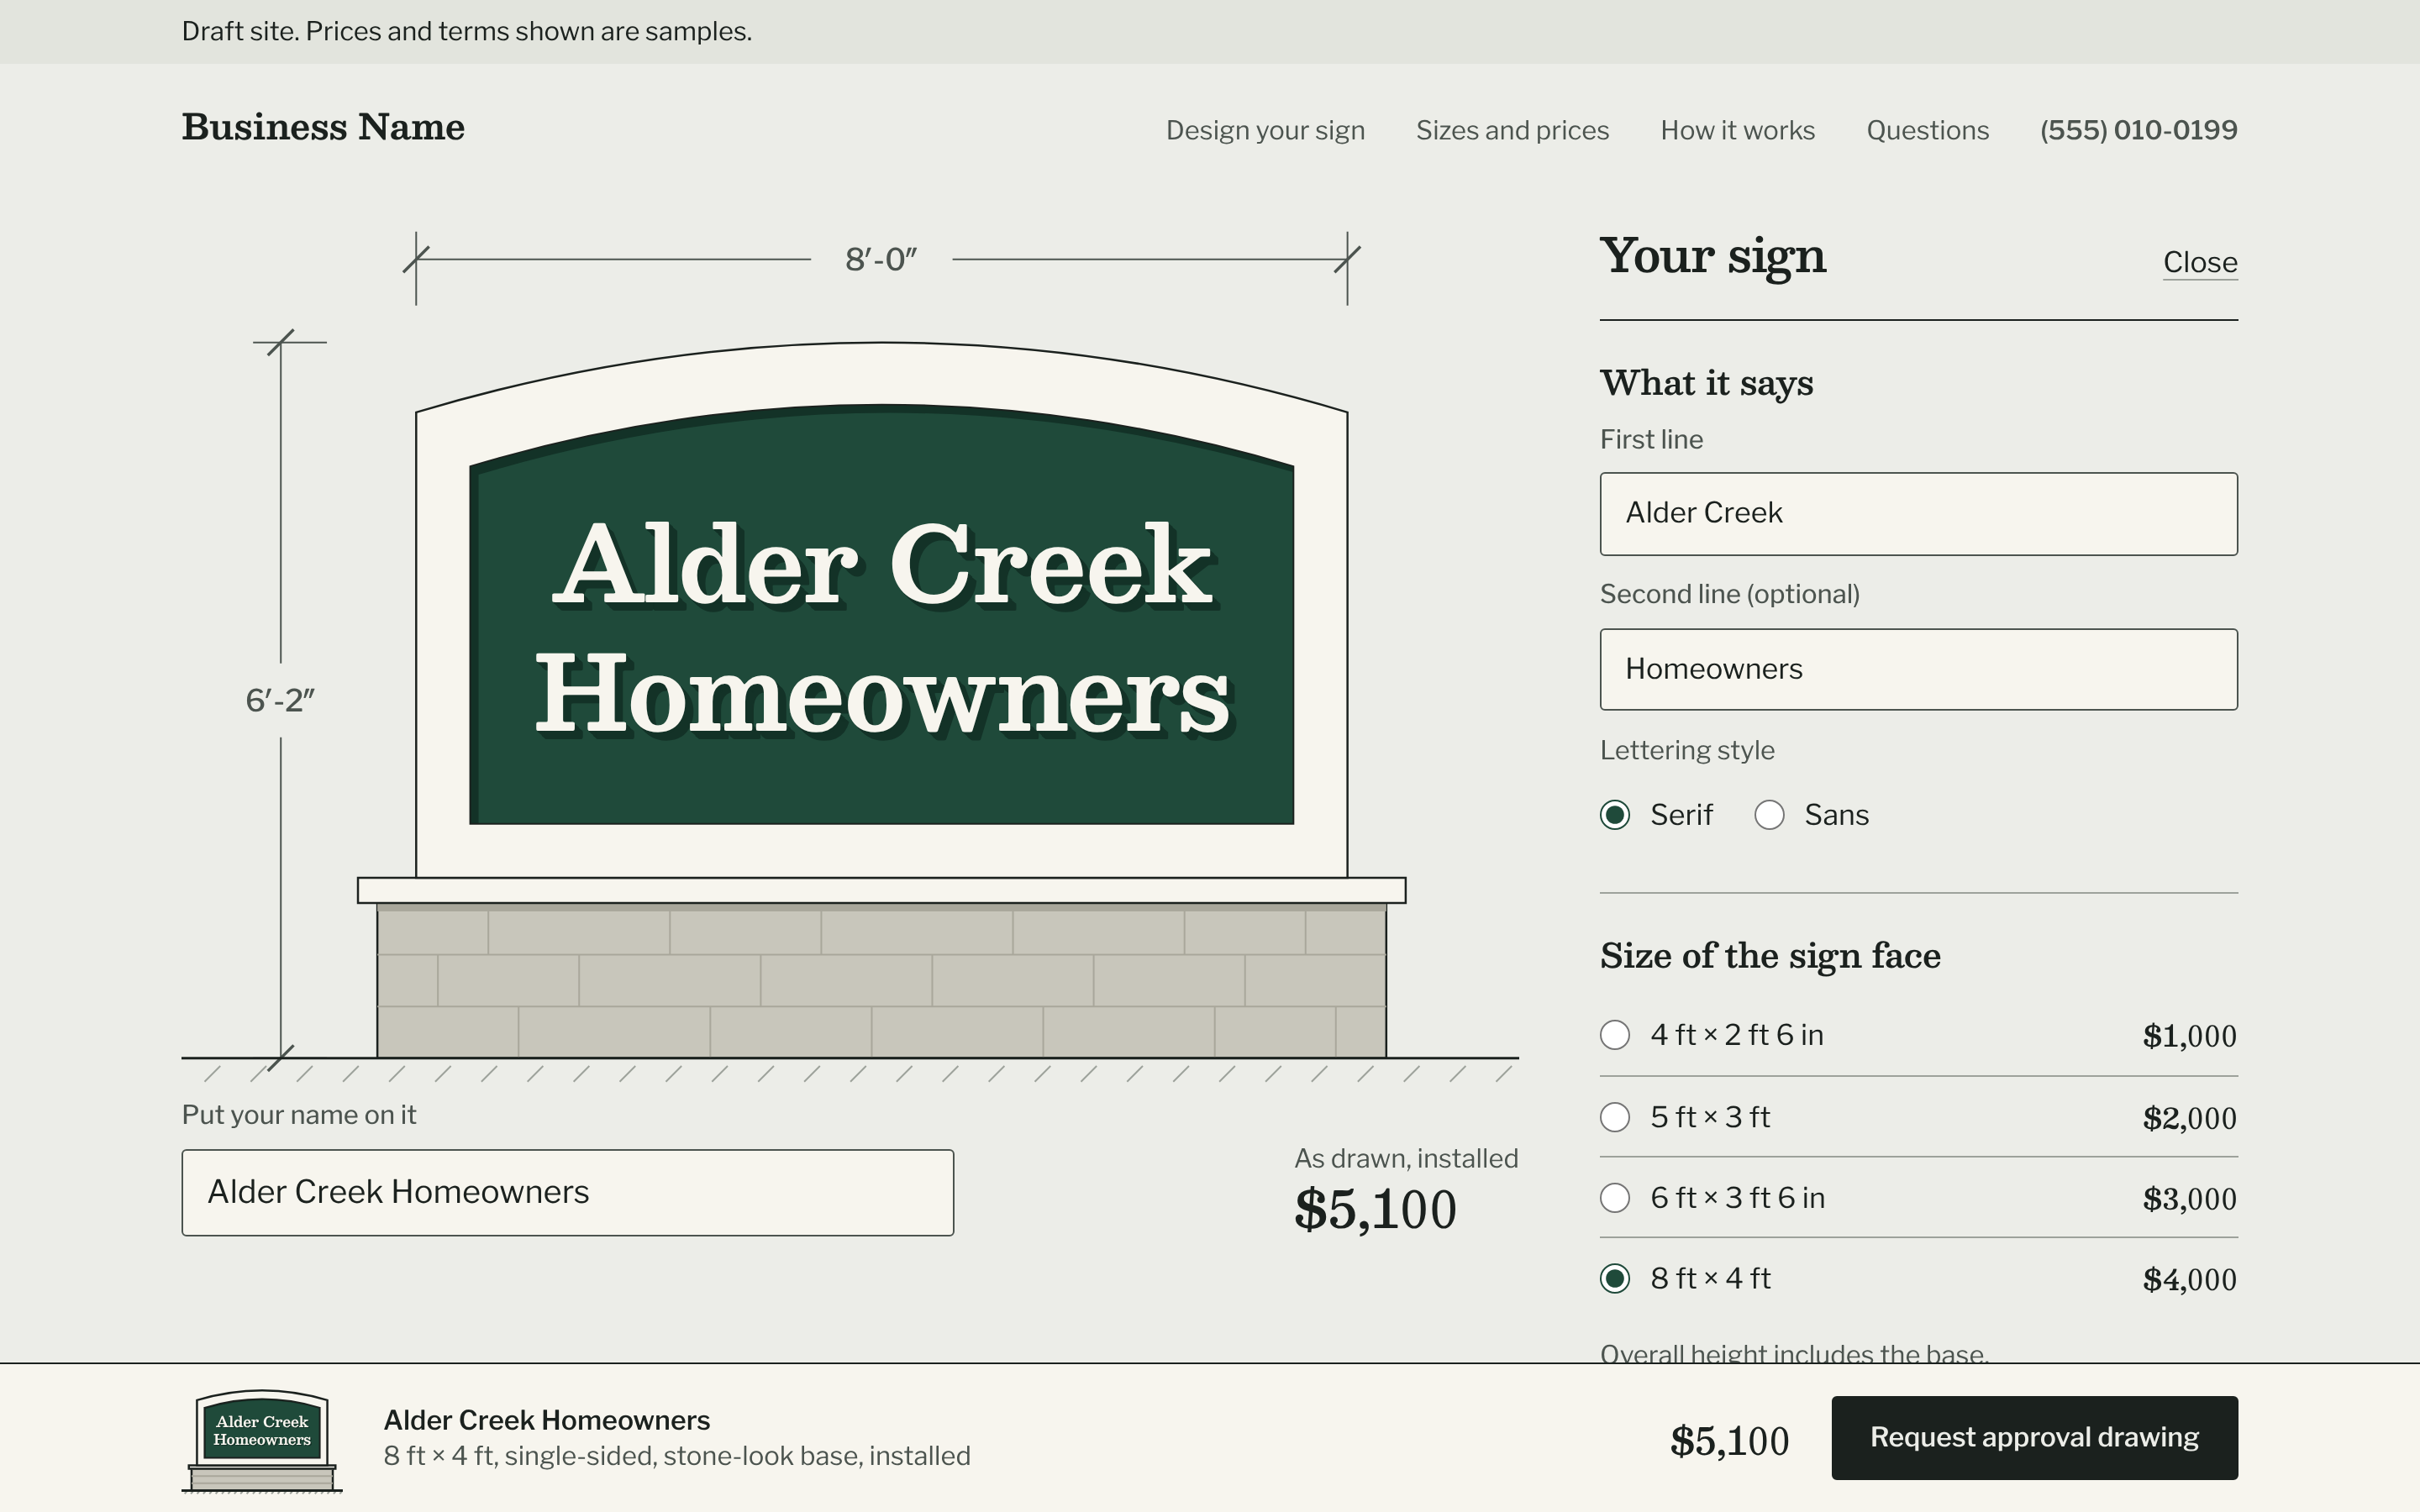 Draft site. Prices and terms shown are samples.
Business Name
Design your sign
Sizes and prices
How it works
Questions
(555) 010-0199
8′-0″
6′-2″
Alder Creek
Homeowners
Put your name on it
Alder Creek Homeowners
As drawn, installed
$5,100
Your sign
Close
What it says
First line
Alder Creek
Second line (optional)
Homeowners
Lettering style
Serif
Sans
Size of the sign face
4 ft × 2 ft 6 in
$1,000
5 ft × 3 ft
$2,000
6 ft × 3 ft 6 in
$3,000
8 ft × 4 ft
$4,000
Overall height includes the base.
Alder Creek
Homeowners
Alder Creek Homeowners
8 ft × 4 ft, single-sided, stone-look base, installed
$5,100
Request approval drawing